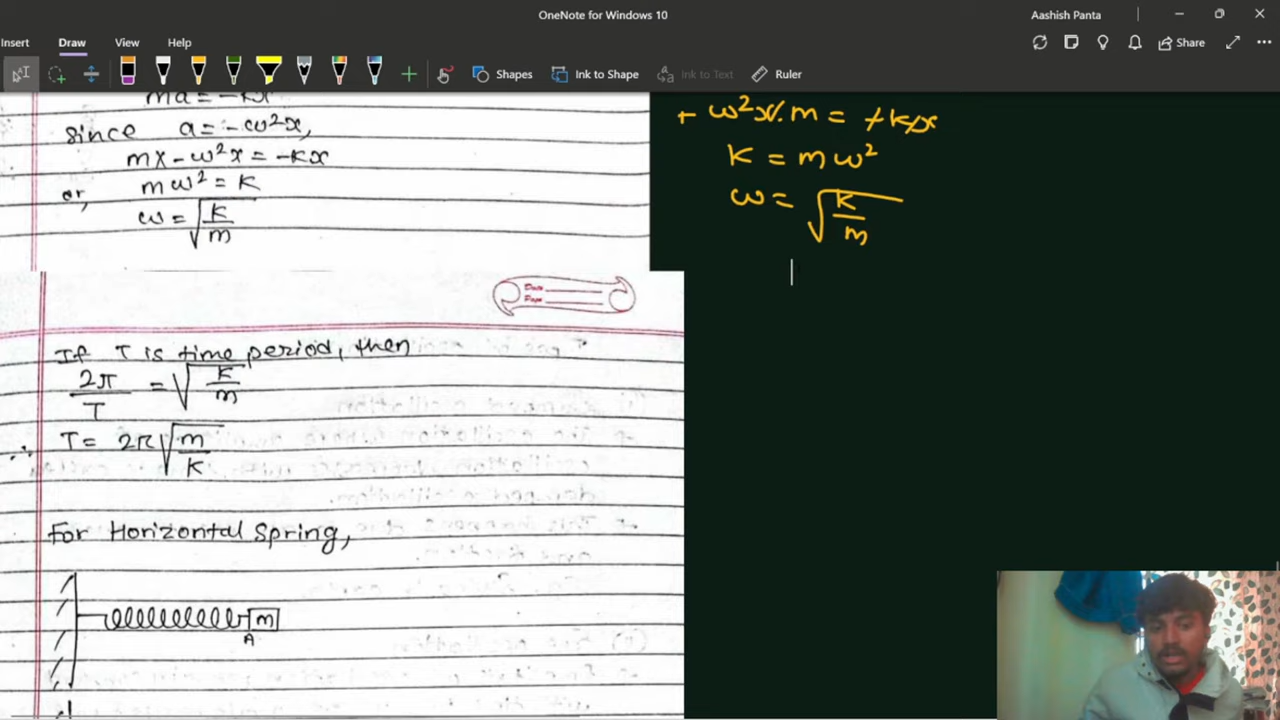 OneNote for Windows 10
Aashish Panta
Insert
Draw
View
Help
Share
Shapes
Ink to Shape
Ink to Text
Ruler
ma = -kx
since a = -ω²x,
mx - ω²x = -kx
or, mω² = k
ω = √(k/m)
If T is time period, then
2π/T = √(k/m)
∴ T = 2π√(m/k)
For Horizontal Spring,
m
A
+ ω²x.m = +kx
k = mω²
ω = √(k/m)